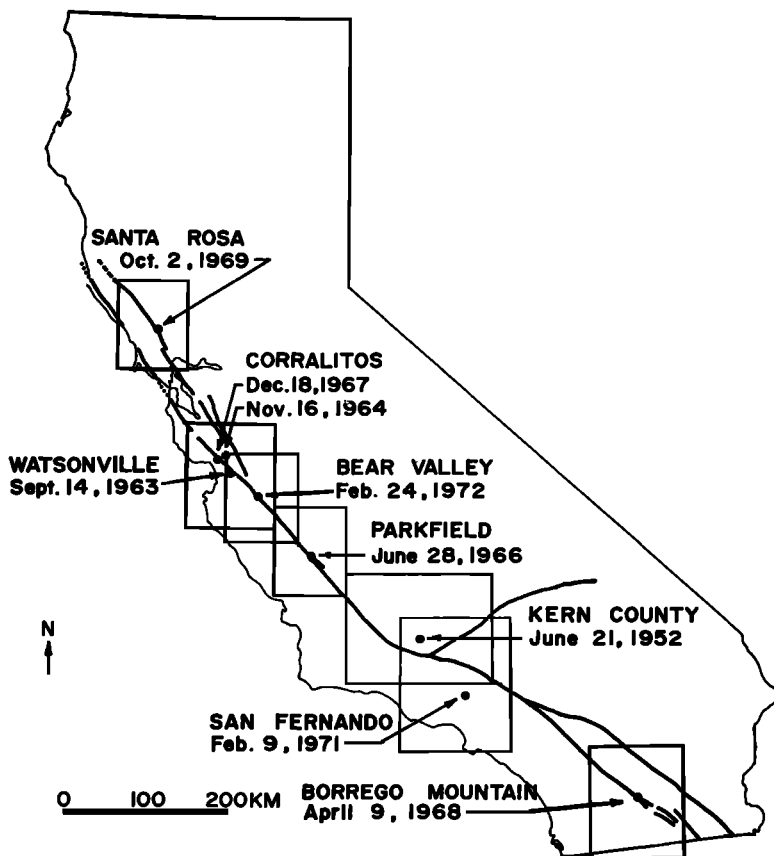 SANTA ROSA
Oct. 2, 1969
CORRALITOS
Dec. 18, 1967
Nov. 16, 1964
WATSONVILLE
Sept. 14, 1963
BEAR VALLEY
Feb. 24, 1972
PARKFIELD
June 28, 1966
N
KERN COUNTY
June 21, 1952
SAN FERNANDO
Feb. 9, 1971
BORREGO MOUNTAIN
April 9, 1968
0 100 200KM